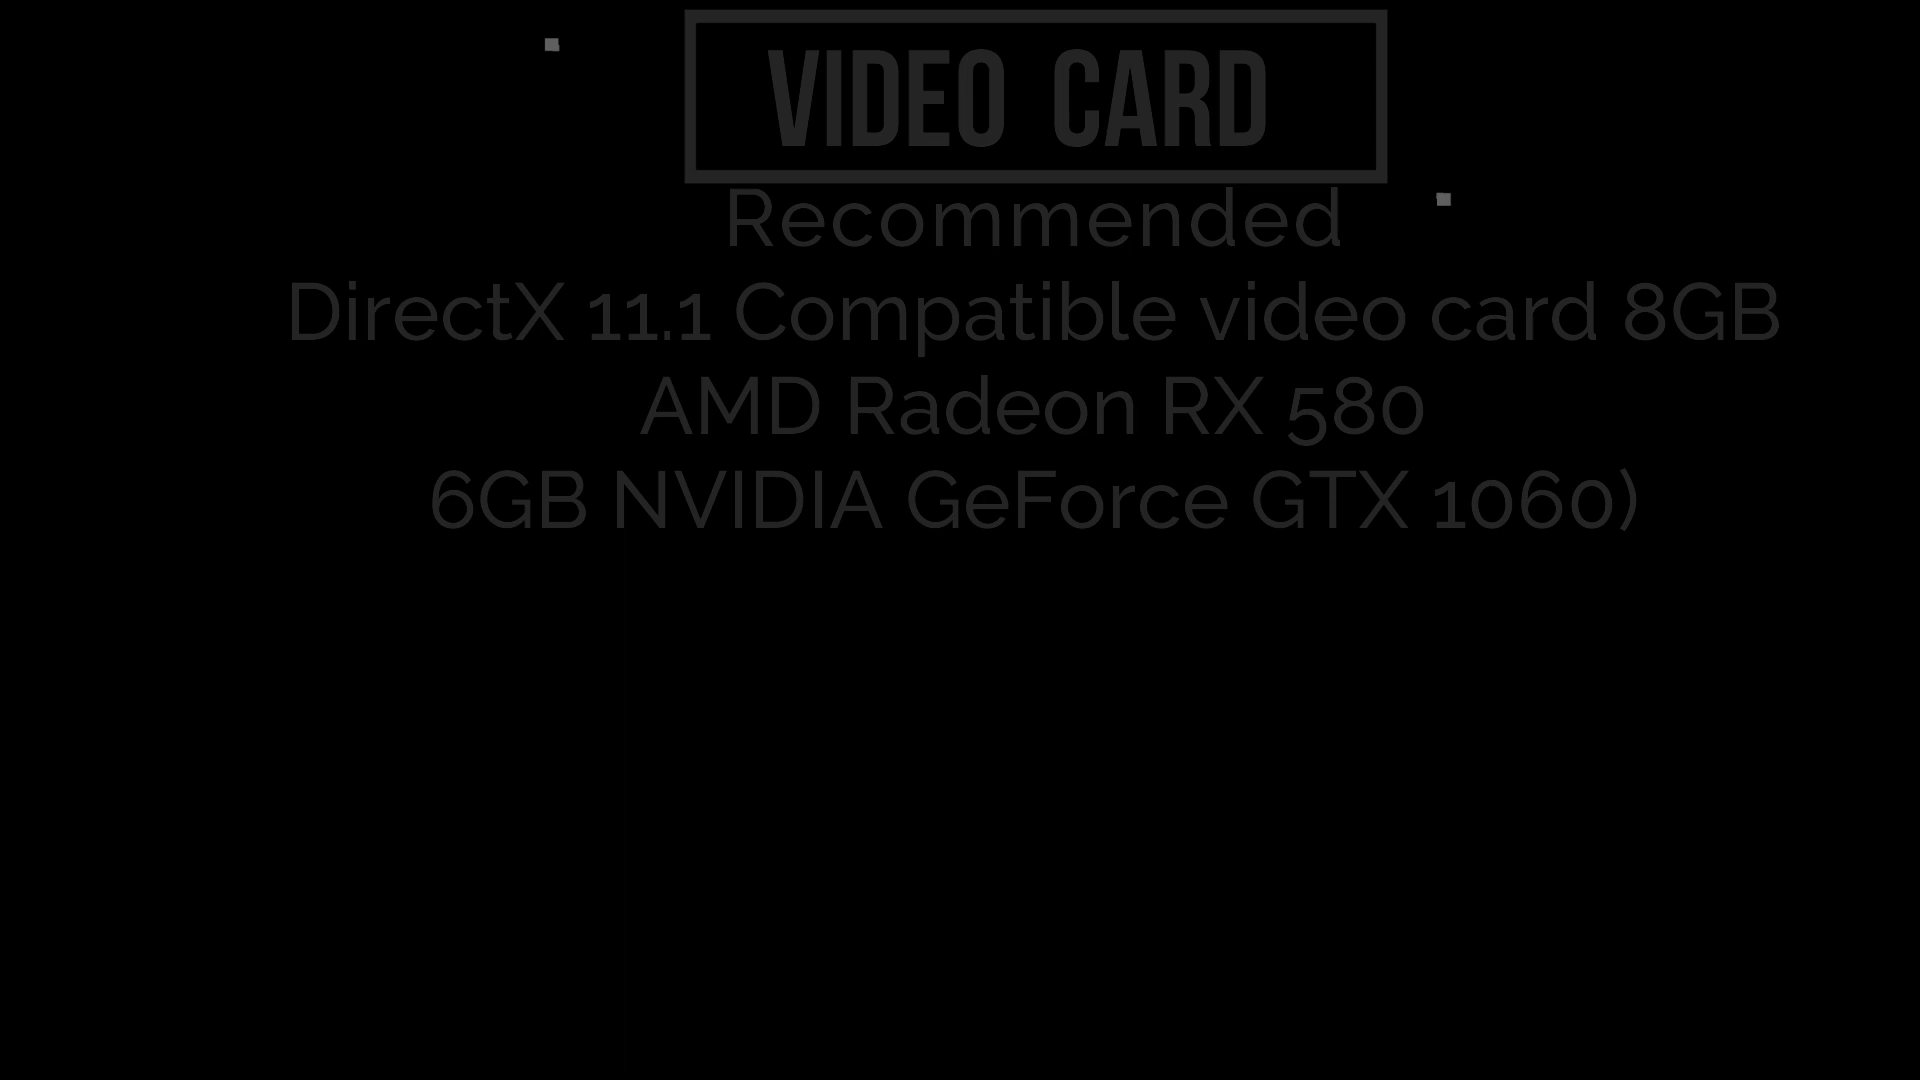 VIDEO CARD
Recommended
DirectX 11.1 Compatible video card 8GB
AMD Radeon RX 580
6GB NVIDIA GeForce GTX 1060)